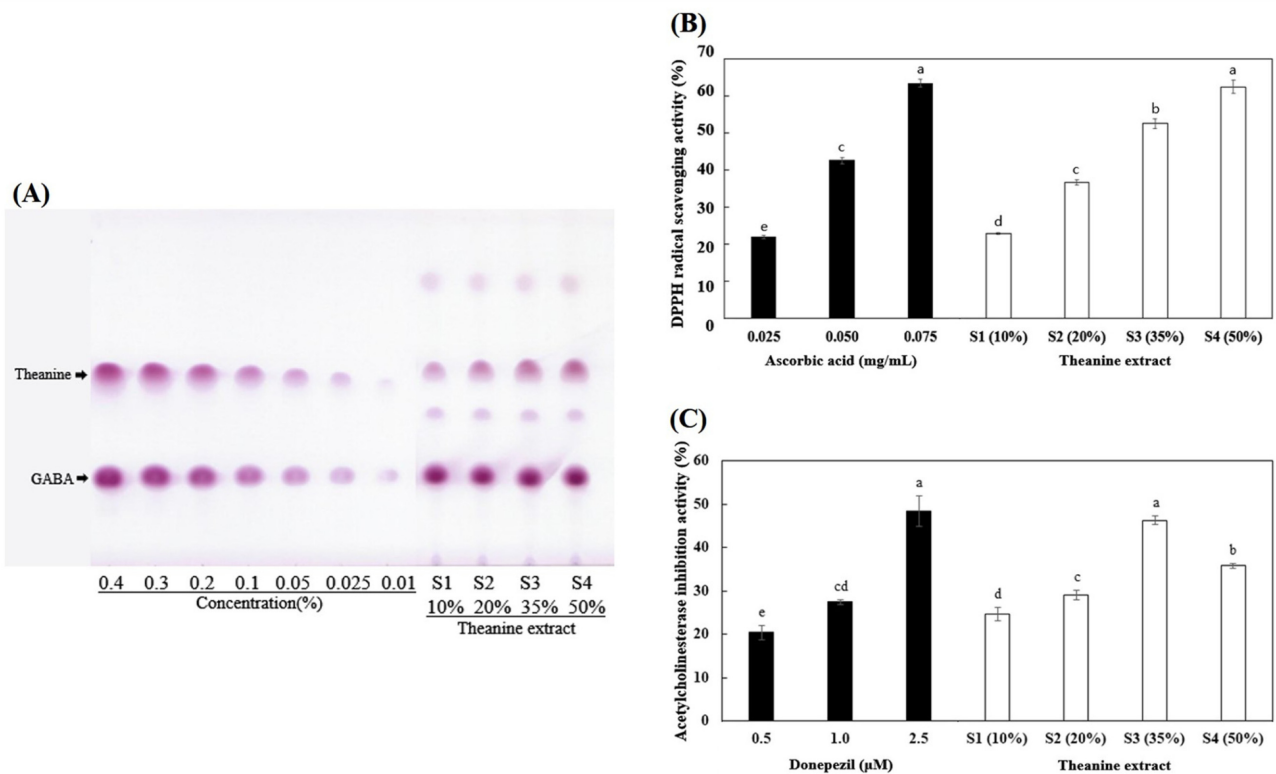 (A)
Theanine
GABA
0.4 0.3 0.2 0.1 0.05 0.025 0.01
Concentration(%)
S1 S2 S3 S4
10% 20% 35% 50%
Theanine extract
(B)
DPPH radical scavenging activity (%)
70
60
50
40
30
20
10
0
e c a d c b a
0.025 0.050 0.075 S1 (10%) S2 (20%) S3 (35%) S4 (50%)
Ascorbic acid (mg/mL) Theanine extract
(C)
Acetylcholinesterase inhibition activity (%)
60
50
40
30
20
10
0
e cd a d c a b
0.5 1.0 2.5 S1 (10%) S2 (20%) S3 (35%) S4 (50%)
Donepezil (μM) Theanine extract